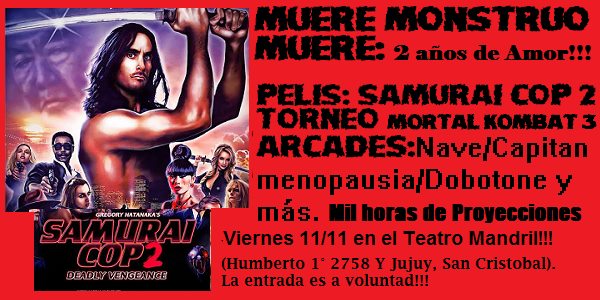 MUERE MONSTRUO
MUERE: 2 años de Amor!!!
PELIS: SAMURAI COP 2
TORNEO MORTAL KOMBAT 3
ARCADES:Nave/Capitan
menopausia/Dobotone y
más. Mil horas de Proyecciones
Viernes 11/11 en el Teatro Mandril!!!
(Humberto 1° 2758 Y Jujuy, San Cristobal).
La entrada es a voluntad!!!
GREGORY HATANAKA'S
SAMURAI
COP 2
DEADLY VENGEANCE